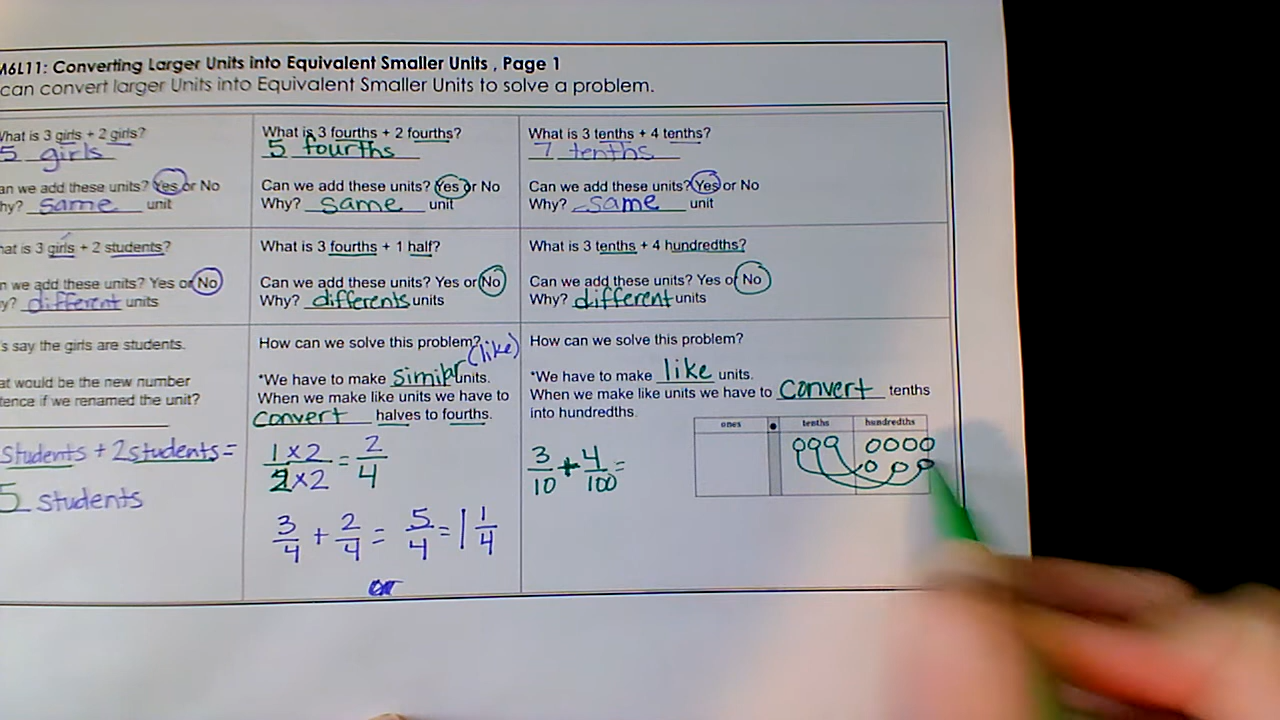 M6L11: Converting Larger Units into Equivalent Smaller Units , Page 1
can convert larger Units into Equivalent Smaller Units to solve a problem.
What is 3 girls + 2 girls?
5 girls
an we add these units? Yes or No
hy? same unit
What is 3 fourths + 2 fourths?
5 fourths
Can we add these units? Yes or No
Why? same unit
What is 3 tenths + 4 tenths?
7 tenths
Can we add these units? Yes or No
Why? same unit
hat is 3 girls + 2 students?
n we add these units? Yes or No
y? different units
What is 3 fourths + 1 half?
Can we add these units? Yes or No
Why? differents units
What is 3 tenths + 4 hundredths?
Can we add these units? Yes or No
Why? different units
's say the girls are students.
at would be the new number
tence if we renamed the unit?
students + 2 students =
5 students
How can we solve this problem?
(like)
*We have to make similar units.
When we make like units we have to
convert halves to fourths.
1 x 2 / 2 x 2 = 2/4
3/4 + 2/4 = 5/4 = 1 1/4
or
How can we solve this problem?
*We have to make like units.
When we make like units we have to convert tenths
into hundredths.
ones • tenths hundredths
3/10 + 4/100 =